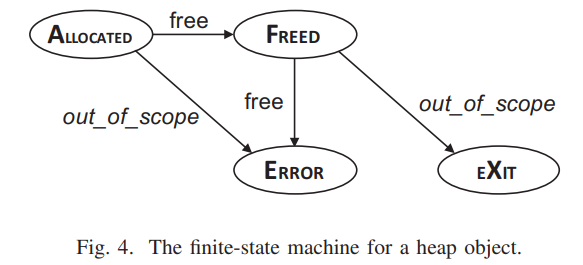 free
ALLOCATED
FREED
free
out_of_scope
out_of_scope
ERROR
EXIT
Fig. 4. The finite-state machine for a heap object.